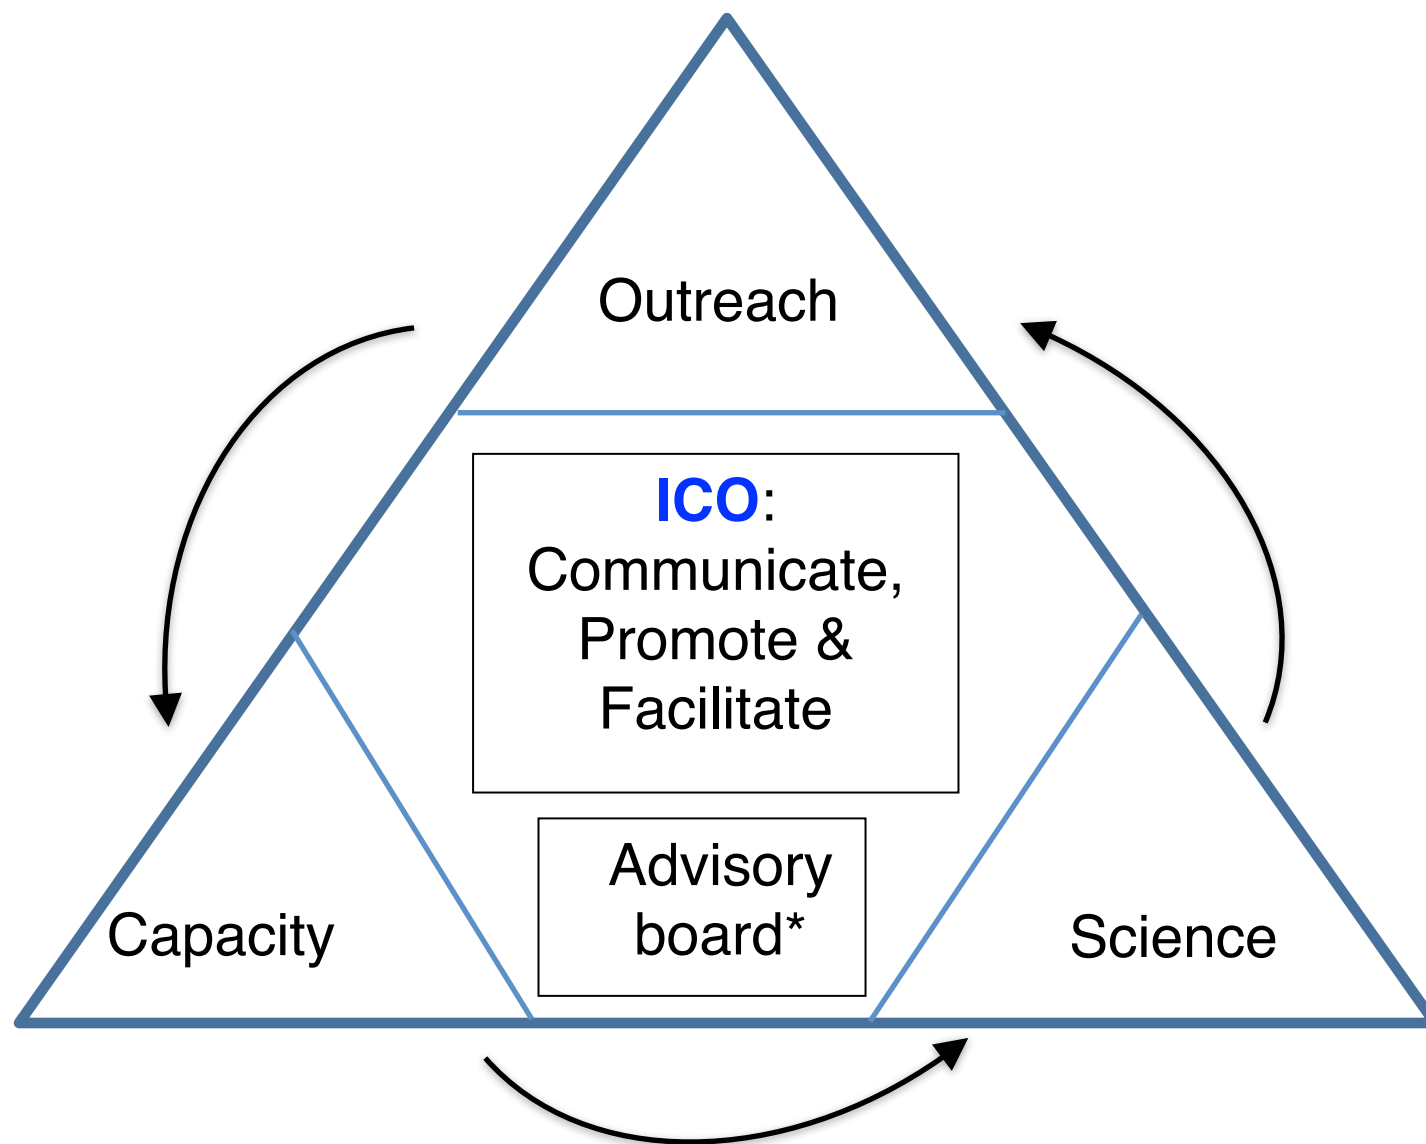 Outreach
ICO:
Communicate,
Promote &
Facilitate
Advisory
board*
Capacity
Science